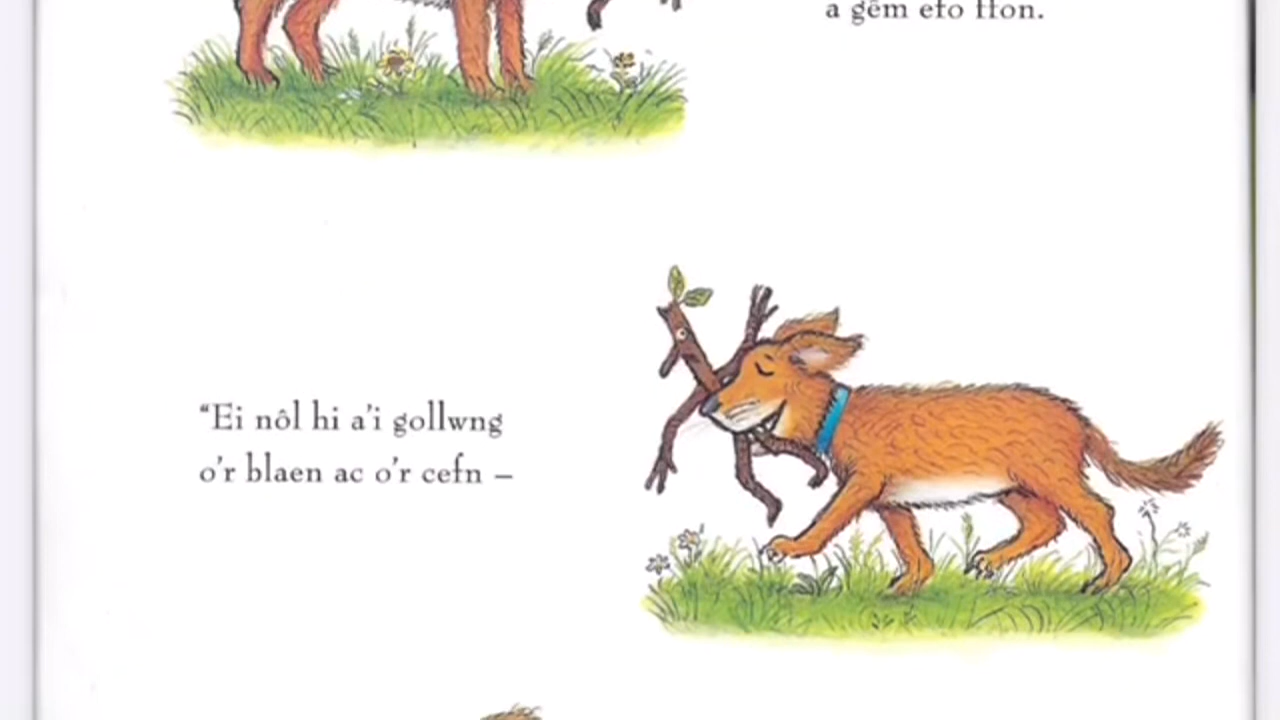 a gêm efo ffon.
“Ei nôl hi a’i gollwng
o’r blaen ac o’r cefn –